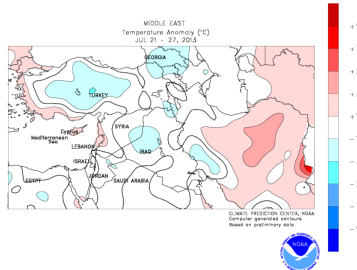 MIDDLE EAST
Temperature Anomaly (°C)
JUL 21 - 27, 2013
GEORGIA
TURKEY
Cyprus
SYRIA
Mediterranean
Sea
LEBANON
IRAQ
ISRAEL
JORDAN
EGYPT
SAUDI ARABIA
CLIMATE PREDICTION CENTER, NOAA
Computer generated contours
Based on preliminary data
NOAA